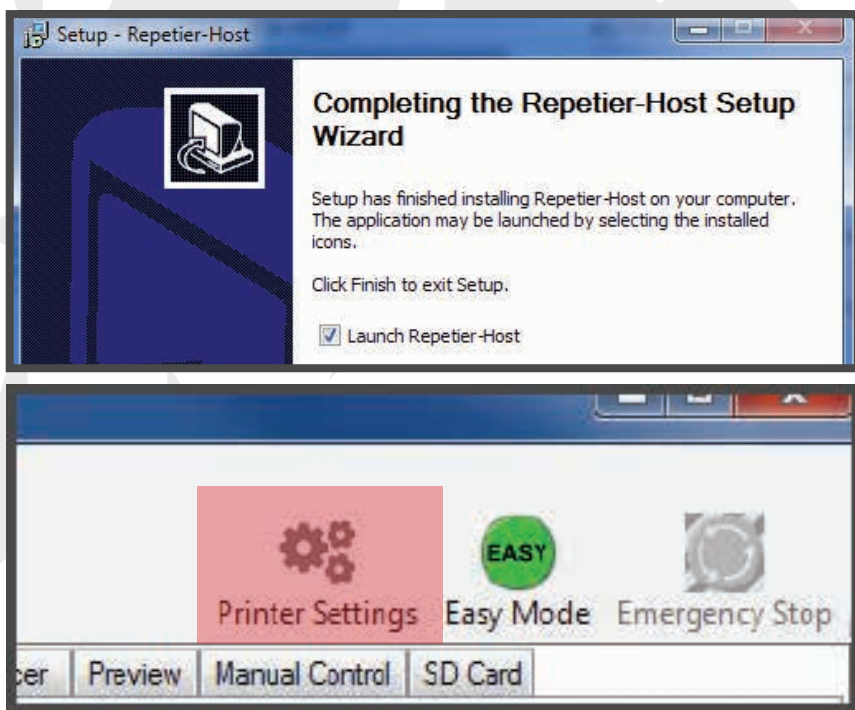 Setup - Repetier-Host
Completing the Repetier-Host Setup
Wizard
Setup has finished installing Repetier-Host on your computer.
The application may be launched by selecting the installed
icons.
Click Finish to exit Setup.
Launch Repetier-Host
EASY
Printer Settings Easy Mode Emergency Stop
cer Preview Manual Control SD Card